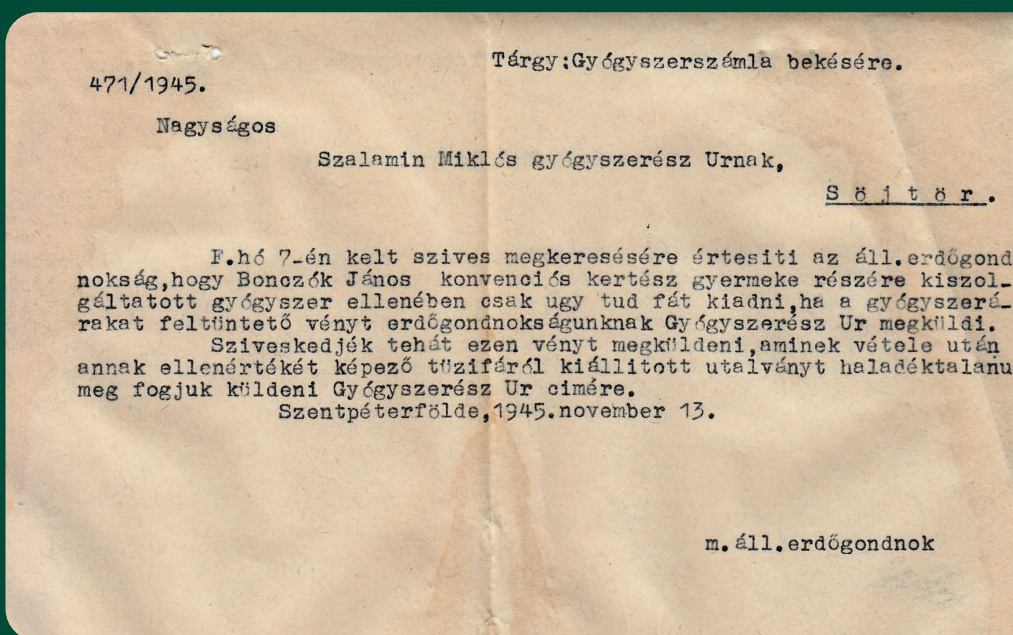 Tárgy:Gyógyszerszámla bekésére.
471/1945.
Nagyságos
Szalamin Miklós gyógyszerész Urnak,
S ö j t ö r .
F.hó 7-én kelt szives megkeresésére értesiti az áll.erdőgond
nokság,hogy Bonczók János konvenciós kertész gyermeke részére kiszol-
gáltatott gyógyszer ellenében csak ugy tud fát kiadni,ha a gyógyszerá-
rakat feltüntető vényt erdőgondnokságunknak Gyógyszerész Ur megküldi.
Sziveskedjék tehát ezen vényt megküldeni,aminek vétele után
annak ellenértékét képező tüzifáról kiállitott utalványt haladéktalanu
meg fogjuk küldeni Gyógyszerész Ur cimére.
Szentpéterfölde,1945.november 13.
m.áll.erdőgondnok